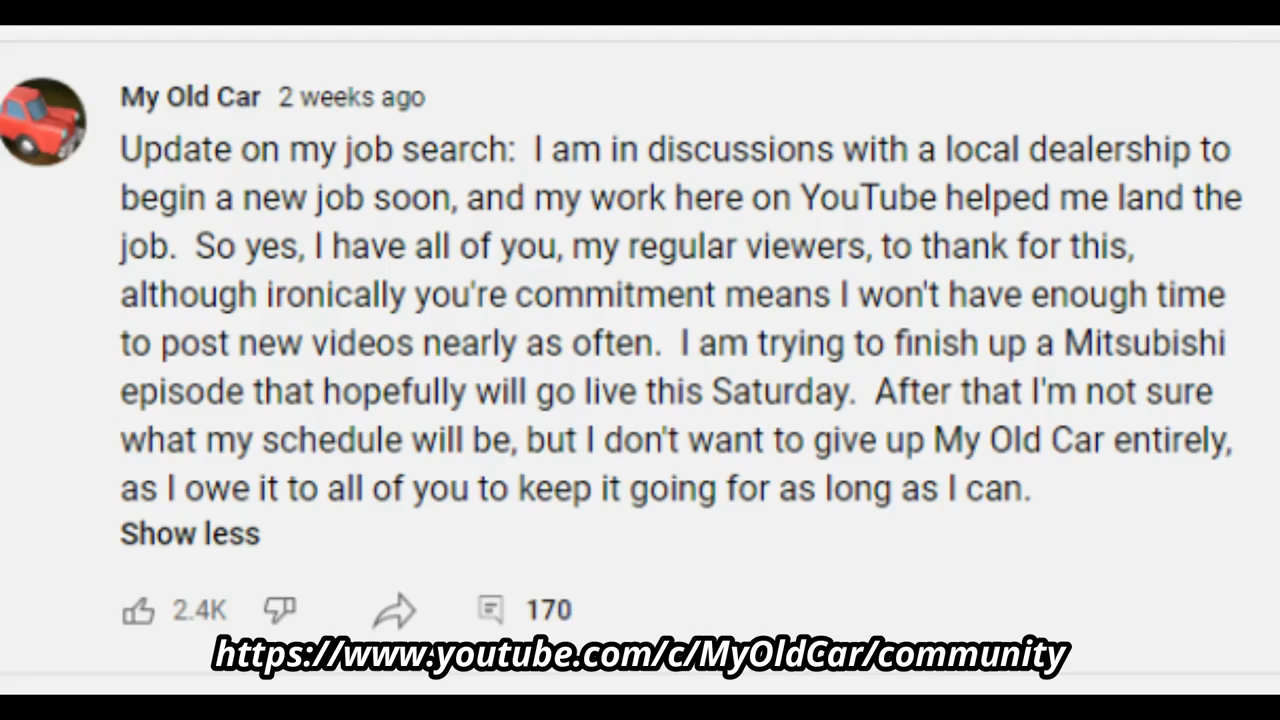 My Old Car 2 weeks ago
Update on my job search:  I am in discussions with a local dealership to
begin a new job soon, and my work here on YouTube helped me land the
job.  So yes, I have all of you, my regular viewers, to thank for this,
although ironically you're commitment means I won't have enough time
to post new videos nearly as often.  I am trying to finish up a Mitsubishi
episode that hopefully will go live this Saturday.  After that I'm not sure
what my schedule will be, but I don't want to give up My Old Car entirely,
as I owe it to all of you to keep it going for as long as I can.
Show less
2.4K 170
https://www.youtube.com/c/MyOldCar/community